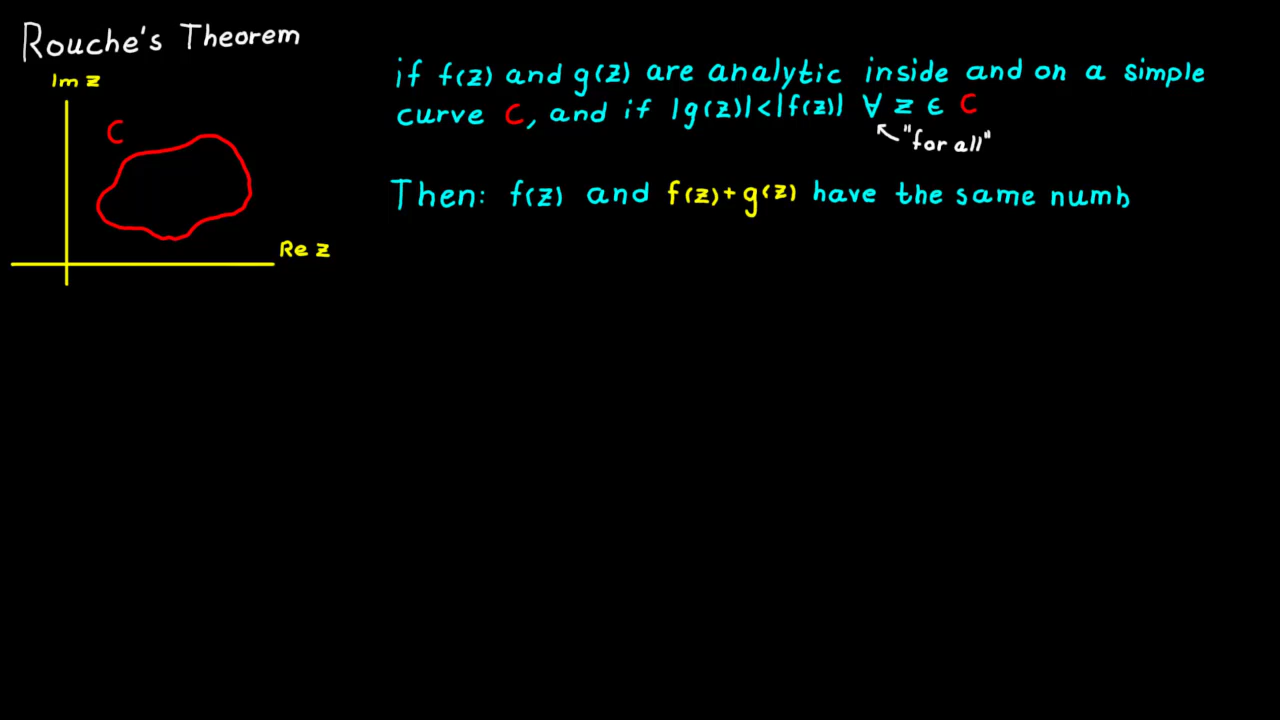 Rouche's Theorem
Im z
C
Re z
if f(z) and g(z) are analytic inside and on a simple
curve C, and if |g(z)|<|f(z)| ∀ z ∈ C
"for all"
Then: f(z) and f(z)+g(z) have the same numb